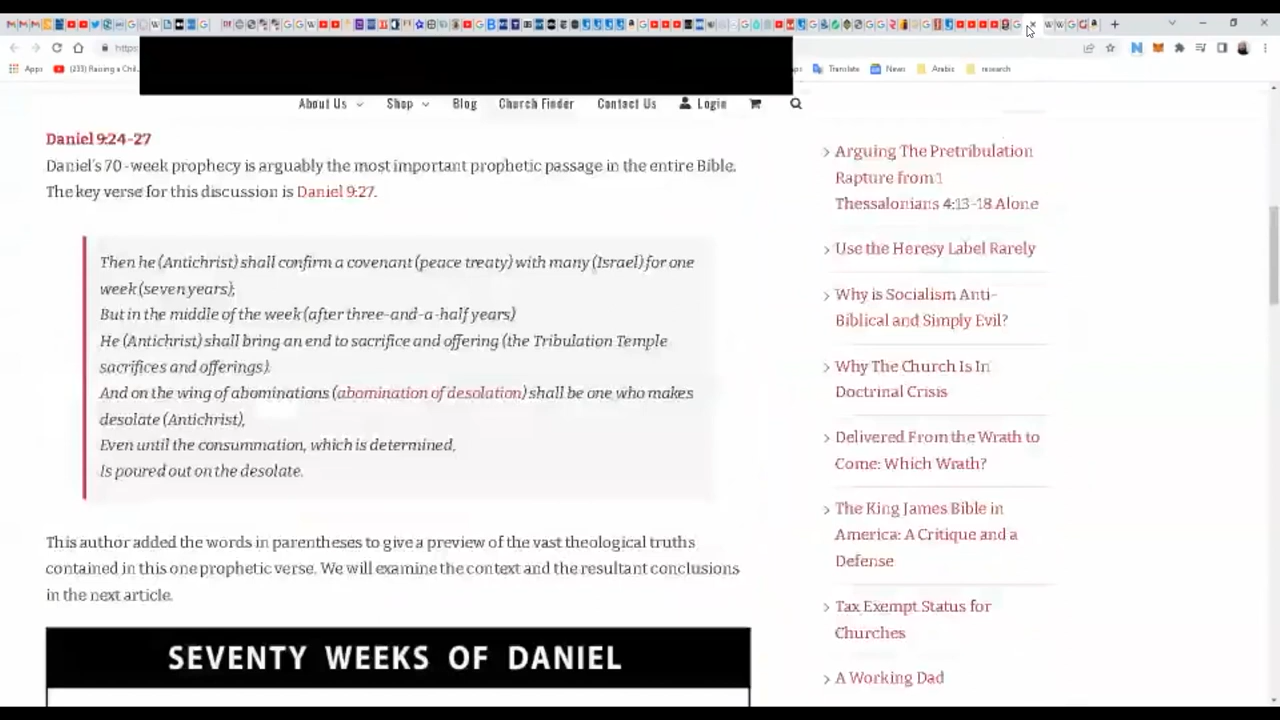 https
Apps
(233) Raising a Chil...
Translate
News
Arabis
research
About Us
Shop
Blog
Church Finder
Contact Us
Login
Daniel 9:24-27
Daniel's 70-week prophecy is arguably the most important prophetic passage in the entire Bible.
The key verse for this discussion is Daniel 9:27.
Then he (Antichrist) shall confirm a covenant (peace treaty) with many (Israel) for one
week (seven years);
But in the middle of the week (after three-and-a-half years)
He (Antichrist) shall bring an end to sacrifice and offering (the Tribulation Temple
sacrifices and offerings).
And on the wing of abominations (abomination of desolation) shall be one who makes
desolate (Antichrist),
Even until the consummation, which is determined,
Is poured out on the desolate.
This author added the words in parentheses to give a preview of the vast theological truths
contained in this one prophetic verse. We will examine the context and the resultant conclusions
in the next article.
SEVENTY WEEKS OF DANIEL
Arguing The Pretribulation
Rapture from 1
Thessalonians 4:13-18 Alone
Use the Heresy Label Rarely
Why is Socialism Anti-
Biblical and Simply Evil?
Why The Church Is In
Doctrinal Crisis
Delivered From the Wrath to
Come: Which Wrath?
The King James Bible in
America: A Critique and a
Defense
Tax Exempt Status for
Churches
A Working Dad